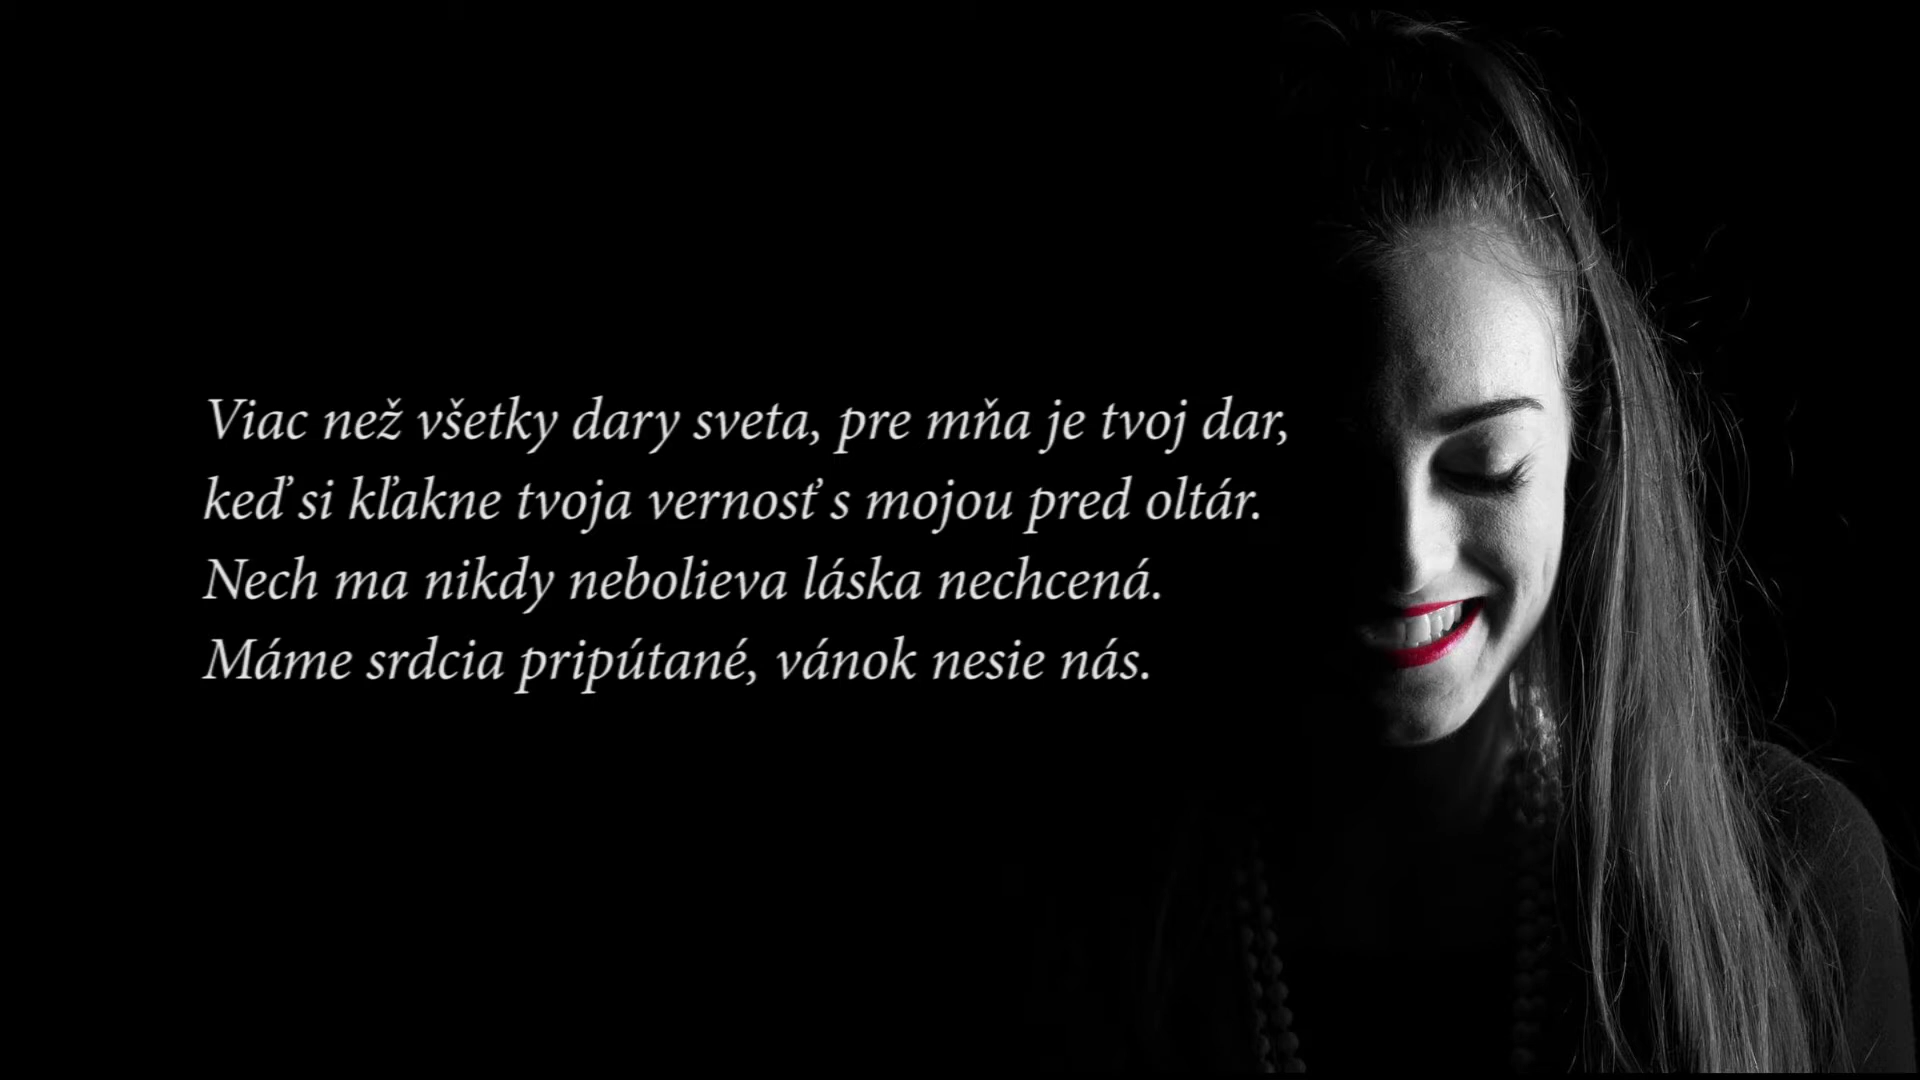 Viac než všetky dary sveta, pre mňa je tvoj dar,
keď si kľakne tvoja vernosť s mojou pred oltár.
Nech ma nikdy nebolieva láska nechcená.
Máme srdcia pripútané, vánok nesie nás.